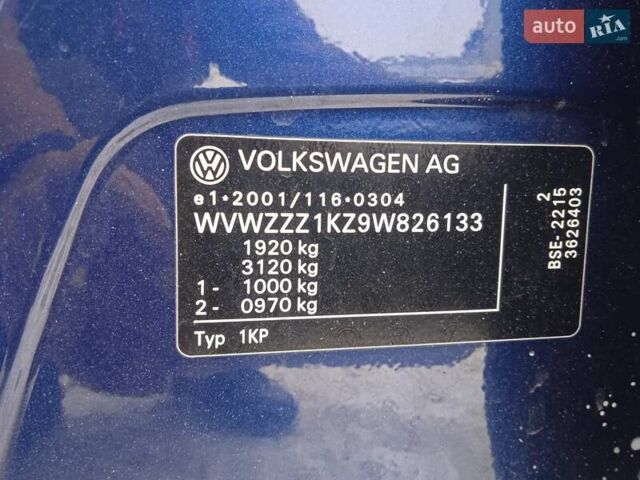 auto RIA.com
VOLKSWAGEN AG
e1*2001/116*0304
WVWZZZ1KZ9W826133
1920 kg
3120 kg
1 - 1000 kg
2 - 0970 kg
Typ 1KP
2
BSE- 2215
3626403